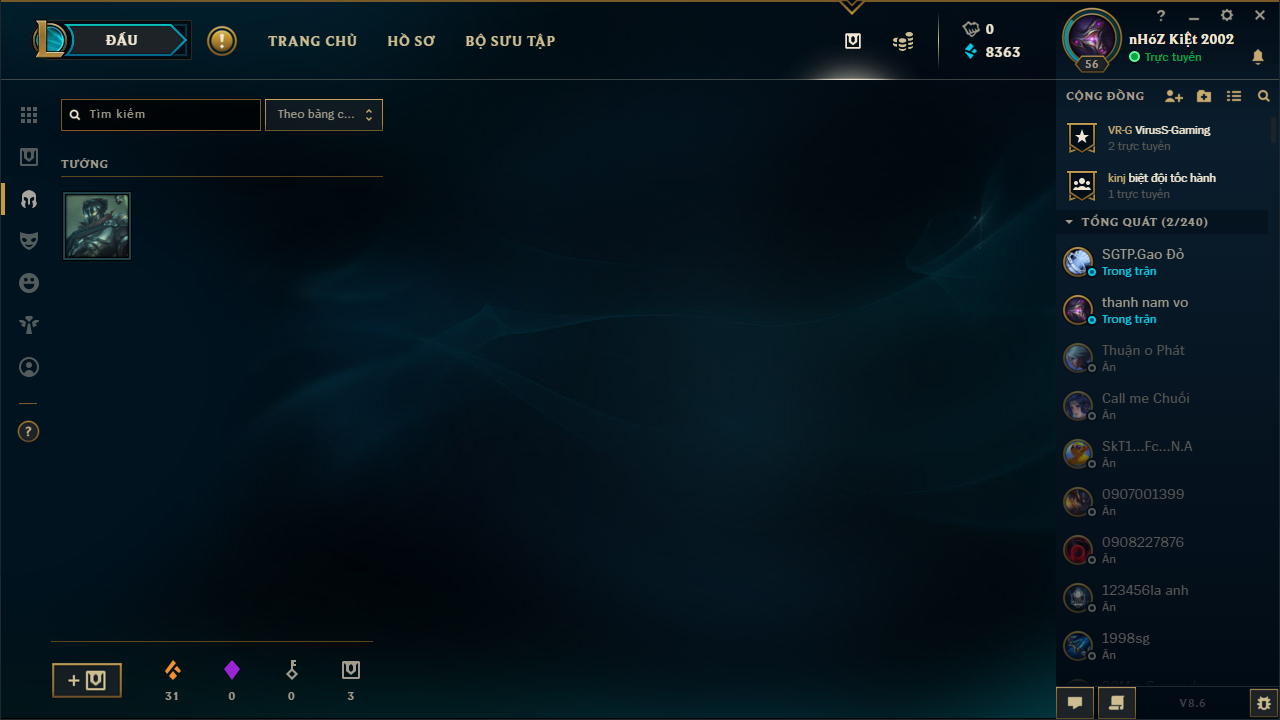 ĐẤU
TRANG CHỦ
HỒ SƠ
BỘ SƯU TẬP
0
8363
?
56
nHóZ KiỆt 2002
Trực tuyến
Tìm kiếm
Theo bảng c...
TƯỚNG
?
31
0
0
3
CỘNG ĐỒNG
VR-G VirusS-Gaming
2 trực tuyến
kinj biệt đội tốc hành
1 trực tuyến
TỔNG QUÁT (2/240)
SGTP.Gao Đỏ
Trong trận
thanh nam vo
Trong trận
Thuận o Phát
Ẩn
Call me Chuối
Ẩn
SkT1...Fc...N.A
Ẩn
0907001399
Ẩn
0908227876
Ẩn
123456la anh
Ẩn
1998sg
Ẩn
V8.6